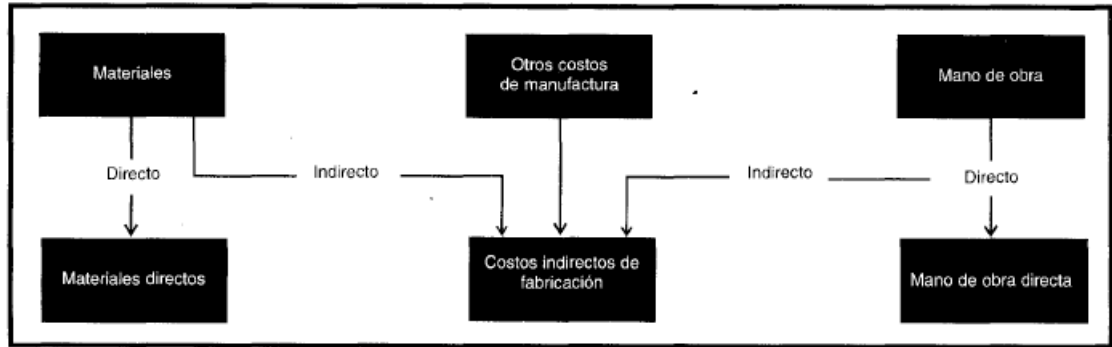 Materiales
Otros costos
de manufactura
Mano de obra
Directo
Indirecto
Indirecto
Directo
Materiales directos
Costos indirectos de
fabricación
Mano de obra directa